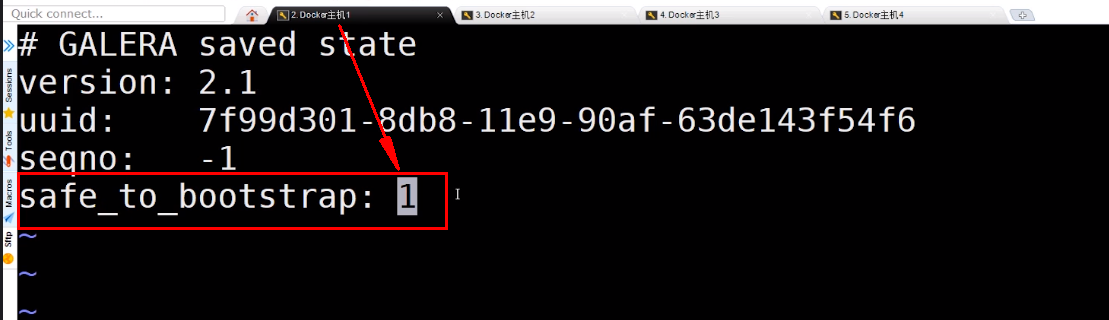 Quick connect...
2. Docker主机1
3. Docker主机2
4. Docker主机3
5. Docker主机4
Sessions
Tools
Macros
Sftp
# GALERA saved state
version: 2.1
uuid: 7f99d301-8db8-11e9-90af-63de143f54f6
seqno: -1
safe_to_bootstrap: 1
~
~
~